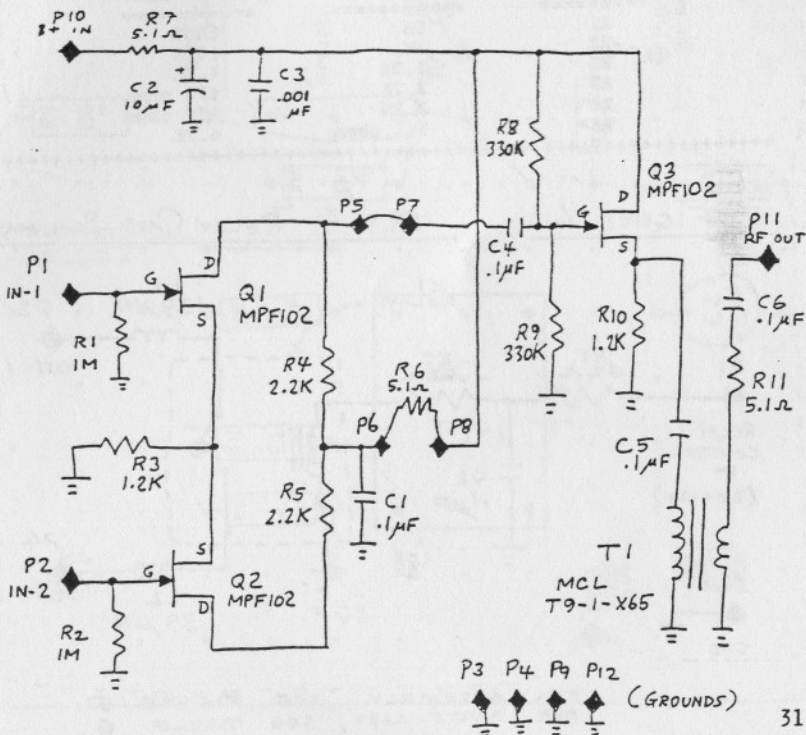 P10
B+ IN
R7
5.1Ω
C2
10µF
+
C3
.001
µF
R8
330K
Q3
MPF102
D
G
S
P5
P7
C4
.1µF
P11
RF OUT
P1
IN-1
G
D
S
Q1
MPF102
R1
1M
R4
2.2K
R6
5.1Ω
R9
330K
R10
1.2K
C6
.1µF
R11
5.1Ω
P6
P8
R3
1.2K
R5
2.2K
C1
.1µF
C5
.1µF
P2
IN-2
G
S
D
Q2
MPF102
R2
1M
T1
MCL
T9-1-X65
P3 P4 P9 P12
(GROUNDS)
31